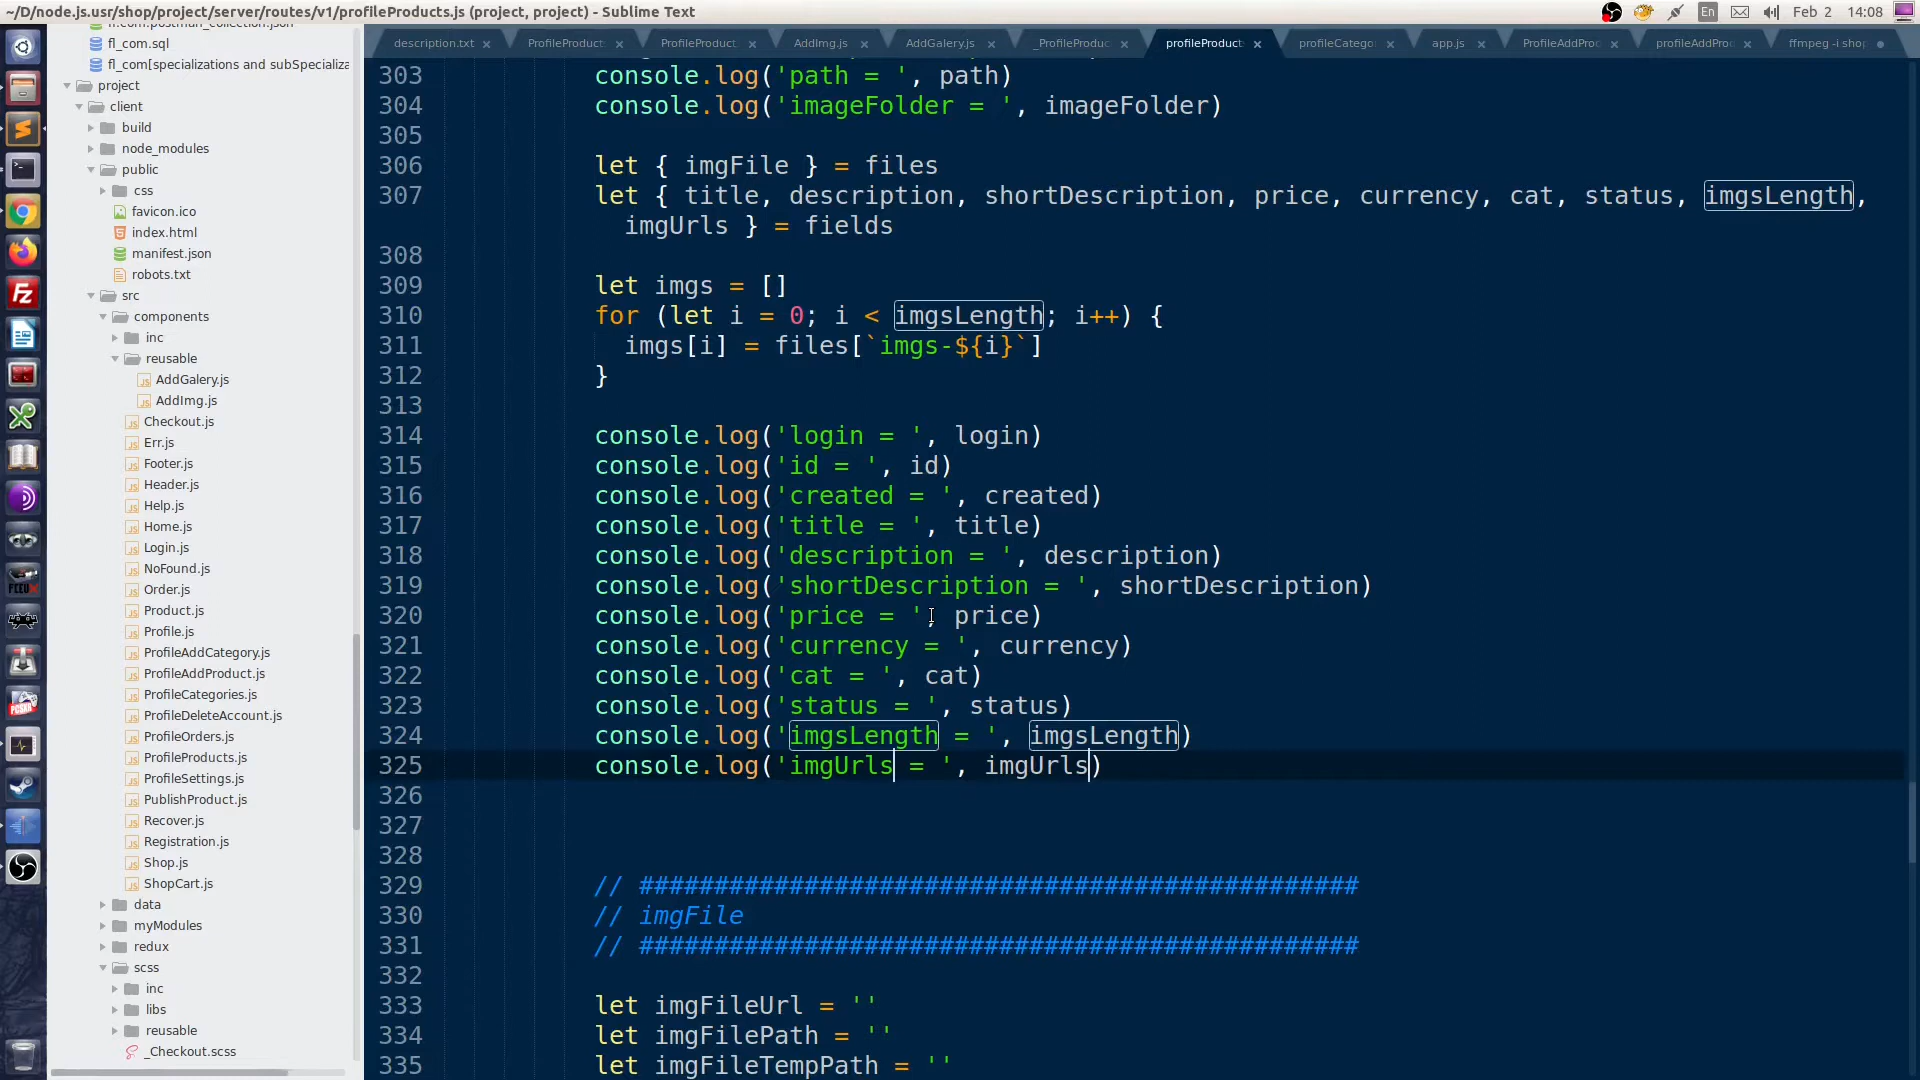 ~/D/node.js.usr/shop/project/server/routes/v1/profileProducts.js (project, project) - Sublime Text
En
Feb 2
14:08
fl_com.sql
fl_com[specializations and subSpecializa
project
client
build
node_modules
public
css
favicon.ico
index.html
manifest.json
robots.txt
src
components
inc
reusable
AddGalery.js
AddImg.js
Checkout.js
Err.js
Footer.js
Header.js
Help.js
Home.js
Login.js
NoFound.js
Order.js
Product.js
Profile.js
ProfileAddCategory.js
ProfileAddProduct.js
ProfileCategories.js
ProfileDeleteAccount.js
ProfileOrders.js
ProfileProducts.js
ProfileSettings.js
PublishProduct.js
Recover.js
Registration.js
Shop.js
ShopCart.js
data
myModules
redux
scss
inc
libs
reusable
_Checkout.scss
description.txt
ProfileProduct
ProfileProduct
AddImg.js
AddGalery.js
_ProfileProdu
profileProduct
profileCatego
app.js
ProfileAddPro
profileAddPro
ffmpeg -i sho
303 console.log('path = ', path)
304 console.log('imageFolder = ', imageFolder)
305
306 let { imgFile } = files
307 let { title, description, shortDescription, price, currency, cat, status, imgsLength,
imgUrls } = fields
308
309 let imgs = []
310 for (let i = 0; i < imgsLength; i++) {
311 imgs[i] = files[`imgs-${i}`]
312 }
313
314 console.log('login = ', login)
315 console.log('id = ', id)
316 console.log('created = ', created)
317 console.log('title = ', title)
318 console.log('description = ', description)
319 console.log('shortDescription = ', shortDescription)
320 console.log('price = ', price)
321 console.log('currency = ', currency)
322 console.log('cat = ', cat)
323 console.log('status = ', status)
324 console.log('imgsLength = ', imgsLength)
325 console.log('imgUrls = ', imgUrls)
326
327
328
329 // ################################################
330 // imgFile
331 // ################################################
332
333 let imgFileUrl = ''
334 let imgFilePath = ''
335 let imgFileTempPath = ''